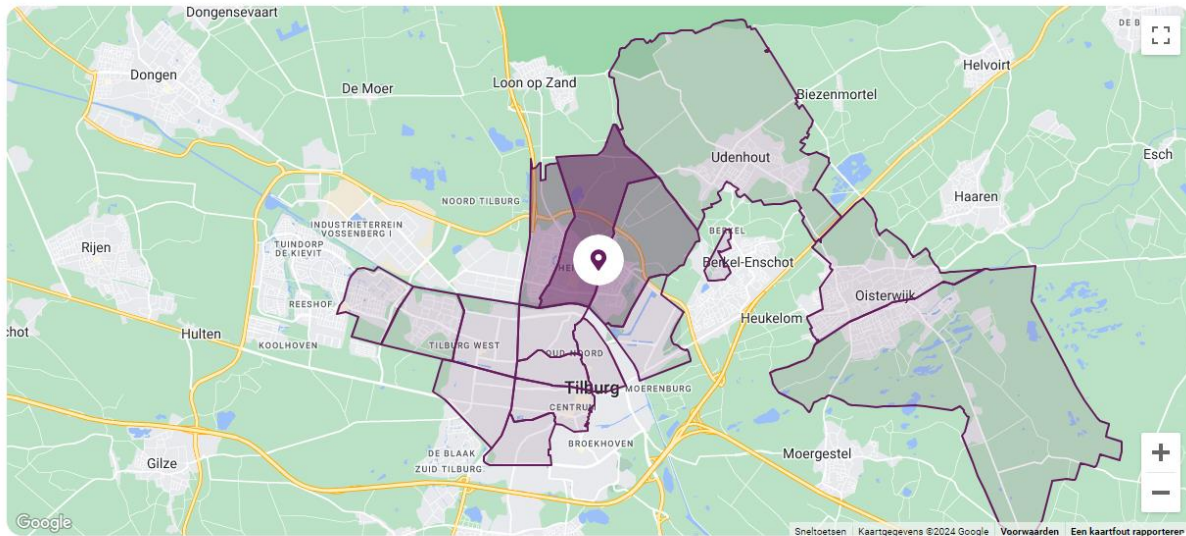 Dongensevaart
Dongen
De Moer
Loon op Zand
Helvoirt
Biezenmortel
Udenhout
Esch
Haaren
NOORD TILBURG
INDUSTRIETERREIN
VOSSENBERG I
TUINDORP
DE KIEVIT
Rijen
BERKEL
Berkel-Enschot
REESHOF
Oisterwijk
Heukelom
Hulten
KOOLHOVEN
TILBURG WEST
OUD NOORD
Tilburg
MOERENBURG
CENTRUM
BROEKHOVEN
DE BLAAK
ZUID TILBURG
Gilze
Moergestel
Google
Sneltoetsen
Kaartgegevens ©2024 Google
Voorwaarden
Een kaartfout rapporteren